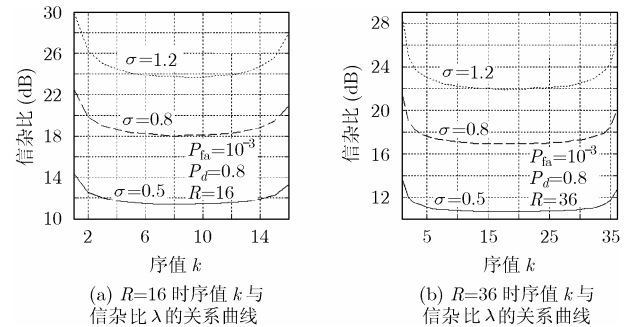 30
26
22
18
14
10
信杂比 (dB)
σ=1.2
σ=0.8
P_fa=10^-3
P_d=0.8
σ=0.5
R=16
2 6 10 14
序值 k
(a) R=16 时序值 k 与
信杂比 λ 的关系曲线
28
24
20
16
12
信杂比 (dB)
σ=1.2
σ=0.8
P_fa=10^-3
P_d=0.8
σ=0.5
R=36
5 15 25 35
序值 k
(b) R=36 时序值 k 与
信杂比 λ 的关系曲线